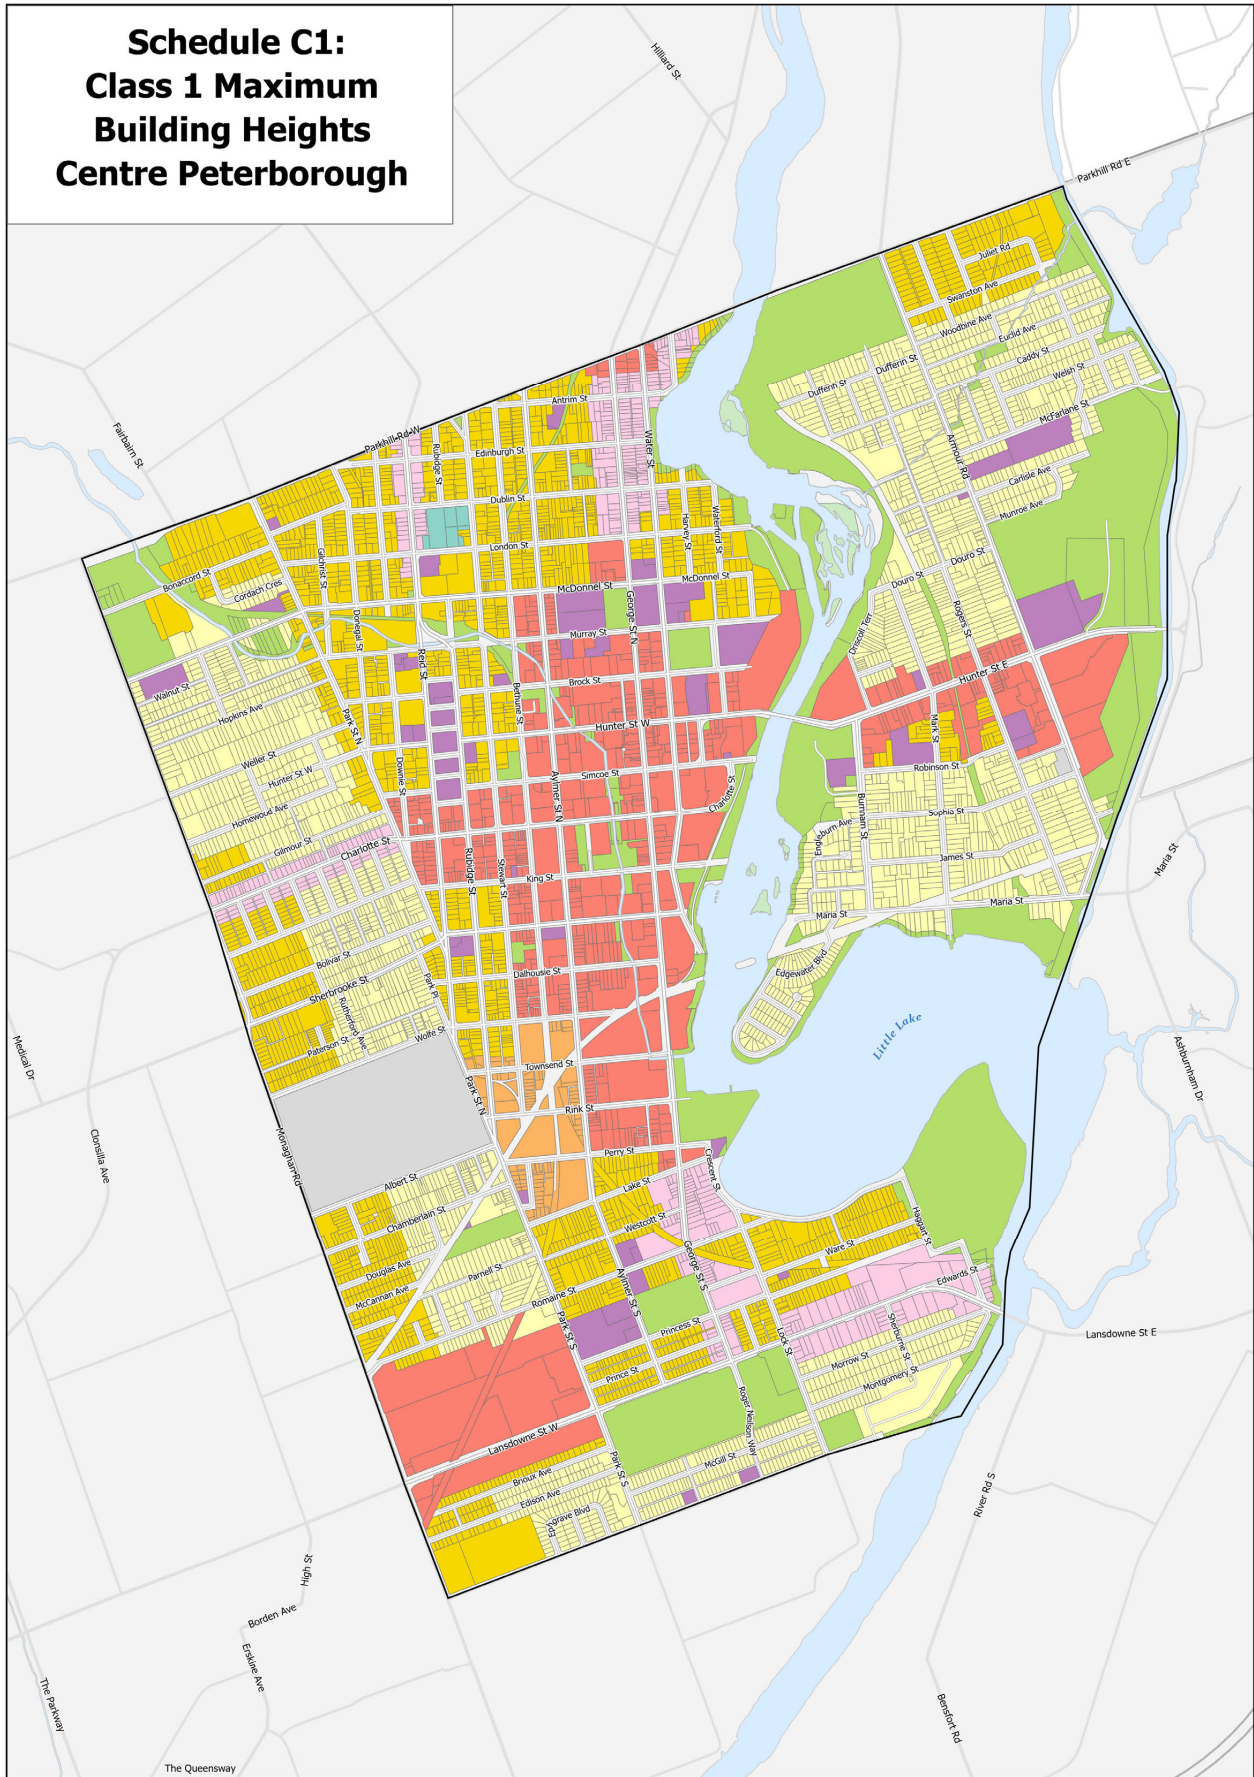 Schedule C1:
Class 1 Maximum
Building Heights
Centre Peterborough
Hilliard St
Parkhill Rd E
Juliet Rd
Swanston Ave
Woodbine Ave
Euclid Ave
Caddy St
Dufferin St
Dufferin St
Welsh St
McFarlane St
Antrim St
Parkhill Rd W
Fairbairn St
Rubidge St
Edinburgh St
Water St
Armour Rd
Carlisle Ave
Dublin St
Munroe Ave
Harvey St
Waterford St
London St
Gilchrist St
Bonaccord St
Cordach Cres
McDonnel St
McDonnel St
Douro St
Douro St
George St N
Donegal St
Murray St
Driscoll Terr
Rogers St
Reid St
Walnut St
Brock St
Hunter St E
Bethune St
Hopkins Ave
Park St N
Hunter St W
Mark St
Weller St
Hunter St W
Downie St
Simcoe St
Aylmer St N
Robinson St
Charlotte St
Homewood Ave
Burnham St
Sophia St
Engleburn Ave
Gilmour St
Charlotte St
Rubidge St
Stewart St
King St
James St
Maria St
Maria St
Maria St
Bolivar St
Sherbrooke St
Park Pl
Dalhousie St
Edgewater Blvd
Rutherford Ave
Paterson St
Wolfe St
Little Lake
Medical Dr
Townsend St
Ashburnham Dr
Park St N
Rink St
Clonsilla Ave
Monaghan Rd
Perry St
Crescent St
Albert St
Lake St
Chamberlain St
Westcott St
Haggart St
Ware St
Douglas Ave
Parnell St
George St S
Edwards St
McCannan Ave
Romaine St
Aylmer St S
Park St S
Princess St
Lock St
Sherburne St
Lansdowne St E
Prince St
Morrow St
Montgomery St
Roger Neilson Way
Lansdowne St W
McGill St
Brioux Ave
Park St S
Edison Ave
Erskine Ave
River Rd S
High St
Borden Ave
The Parkway
Bensfort Rd
The Queensway